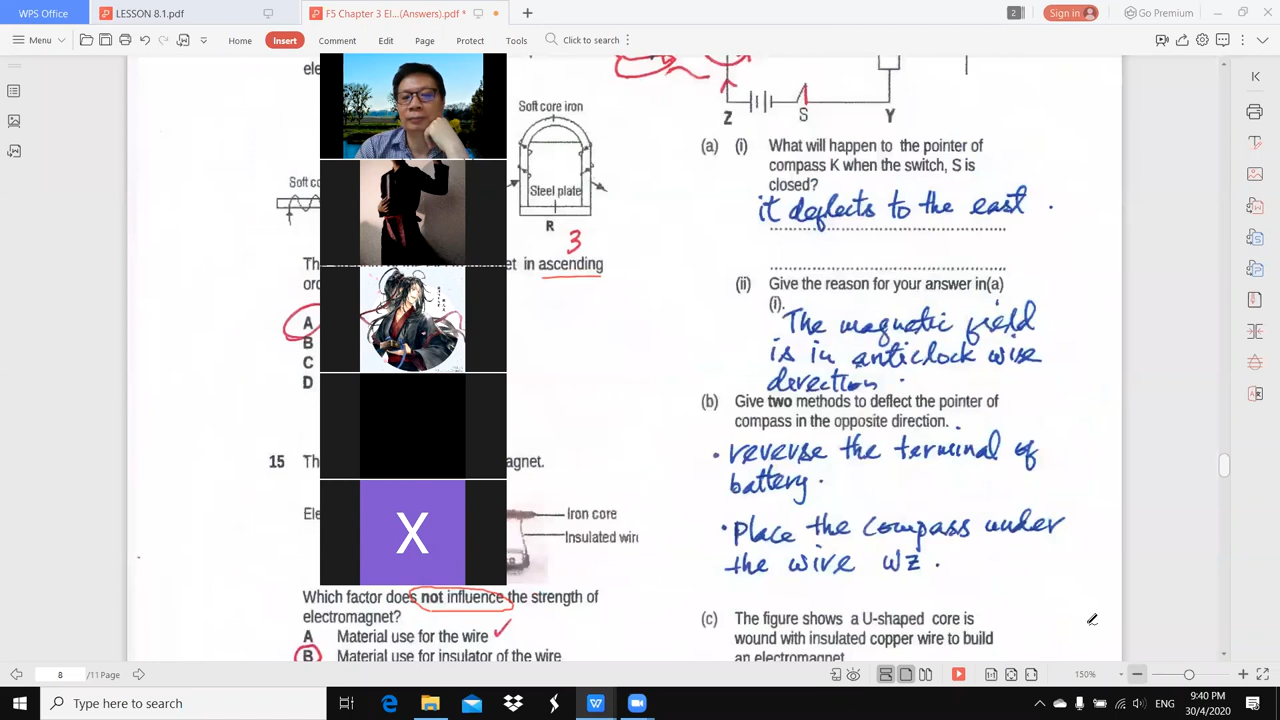 WPS Office
LESSON 8.1.pdf
F5 Chapter 3 El...(Answers).pdf *
+
2
Sign in
Go Premium
Menu
Home
Insert
Comment
Edit
Page
Protect
Tools
Click to search
ele
Soft core iron
Soft co
Steel plate
R
3
in ascending
A
B
C
D
15
Th
agnet.
Ele
Iron core
Insulated wire
X
Which factor does not influence the strength of
electromagnet?
A Material use for the wire
B Material use for insulator of the wire
Z
S
Y
(a) (i) What will happen to the pointer of
compass K when the switch, S is
closed?
it deflects to the east.
(ii) Give the reason for your answer in(a)
(i).
The magnetic field
is in anticlock wise
direction.
(b) Give two methods to deflect the pointer of
compass in the opposite direction.
• reverse the terminal of
battery.
• place the compass under
the wire WZ.
(c) The figure shows a U-shaped core is
wound with insulated copper wire to build
an electromagnet
8
/11 Page
150%
Type here to search
ENG
9:40 PM
30/4/2020